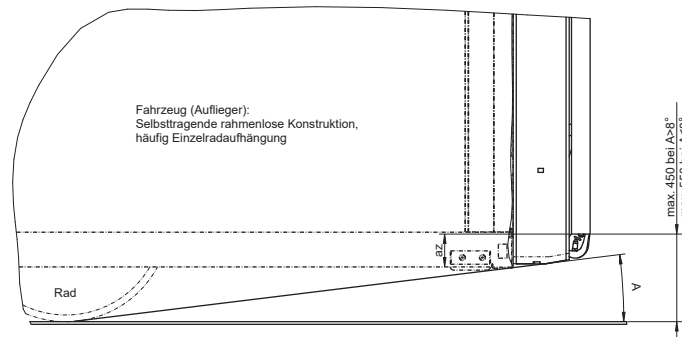 Fahrzeug (Auflieger):
Selbsttragende rahmenlose Konstruktion,
häufig Einzelradaufhängung
max. 450 bei A>8°
az
A
Rad